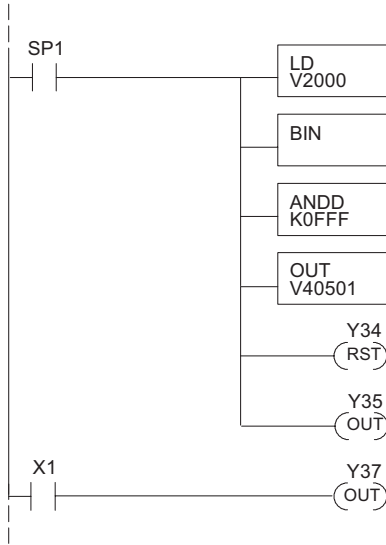 SP1
LD
V2000
BIN
ANDD
K0FFF
OUT
V40501
Y34
RST
Y35
OUT
X1
Y37
OUT